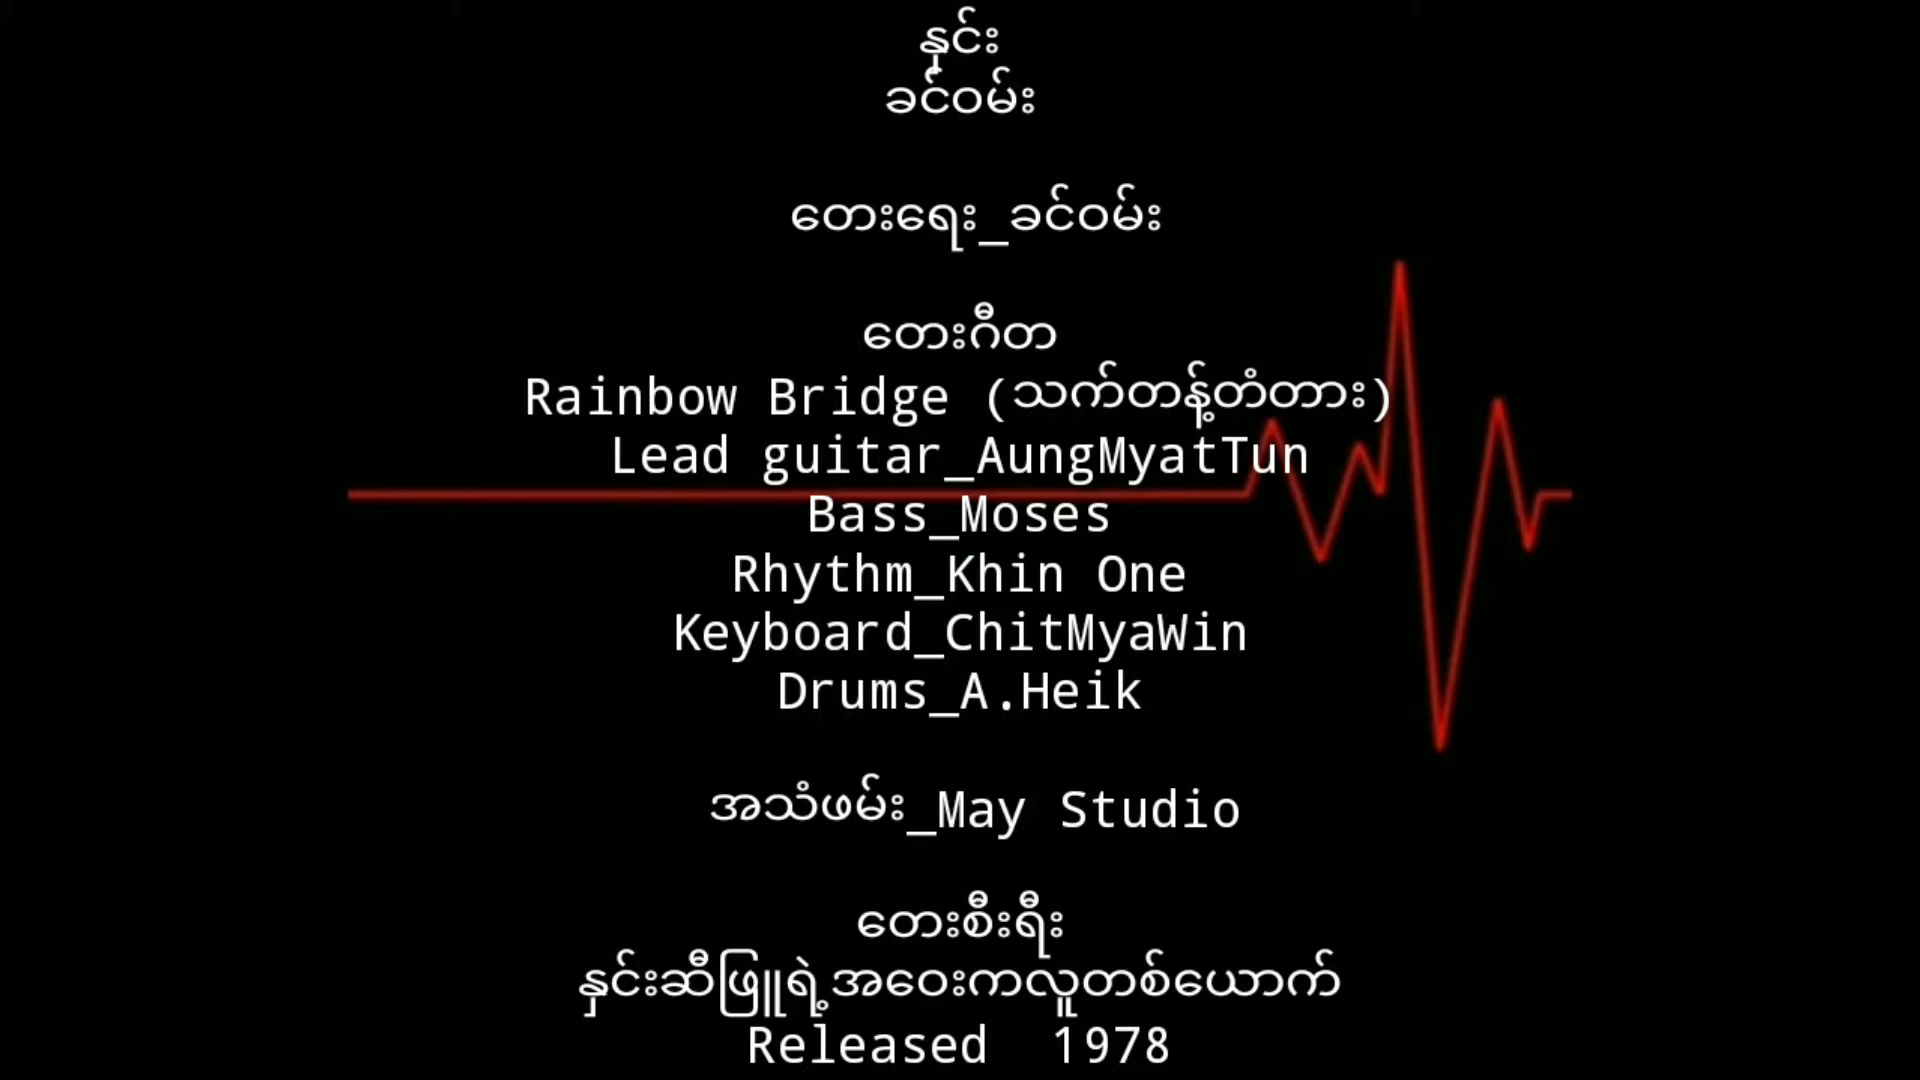 နှင်း
ခင်ဝမ်း
တေးရေး_ခင်ဝမ်း
တေးဂီတ
Rainbow Bridge (သက်တန့်တံတား)
Lead guitar_AungMyatTun
Bass_Moses
Rhythm_Khin One
Keyboard_ChitMyaWin
Drums_A.Heik
အသံဖမ်း_May Studio
တေးစီးရီး
နှင်းဆီဖြူရဲ့အဝေးကလူတစ်ယောက်
Released  1978